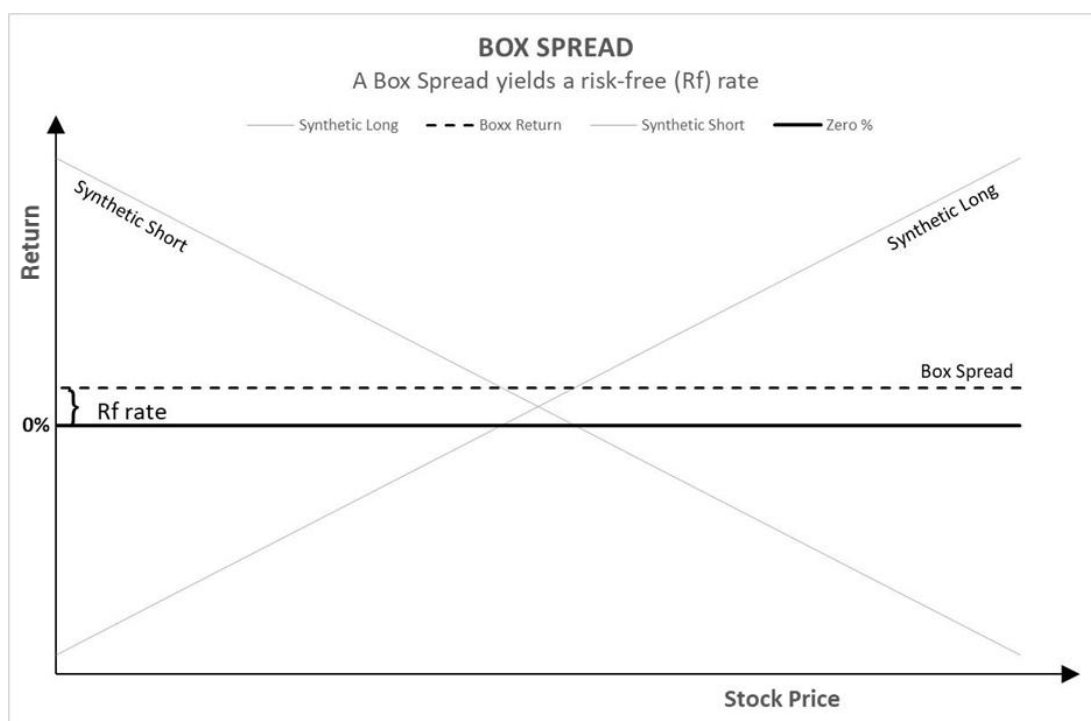 BOX SPREAD
A Box Spread yields a risk-free (Rf) rate
Synthetic Long Boxx Return Synthetic Short Zero %
Return
Synthetic Short
Synthetic Long
Box Spread
Rf rate
0%
Stock Price